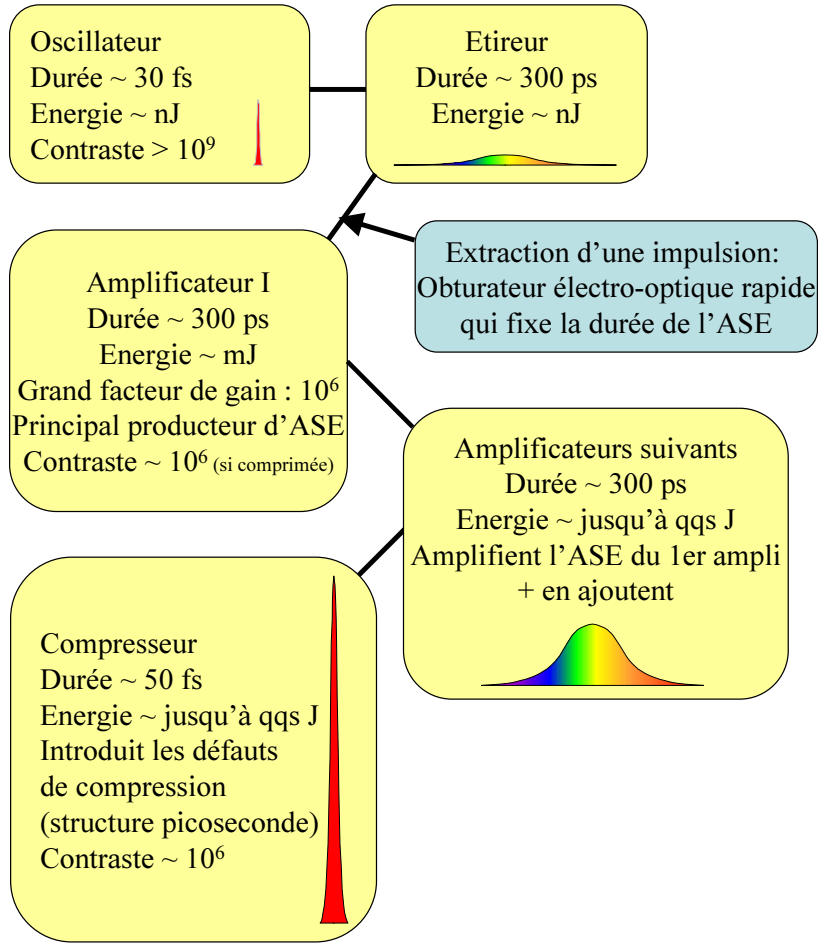 Oscillateur
Durée ~ 30 fs
Energie ~ nJ
Contraste > 10⁹
Etireur
Durée ~ 300 ps
Energie ~ nJ
Extraction d’une impulsion:
Obturateur électro-optique rapide
qui fixe la durée de l’ASE
Amplificateur I
Durée ~ 300 ps
Energie ~ mJ
Grand facteur de gain : 10⁶
Principal producteur d’ASE
Contraste ~ 10⁶ (si comprimée)
Amplificateurs suivants
Durée ~ 300 ps
Energie ~ jusqu’à qqs J
Amplifient l’ASE du 1er ampli
+ en ajoutent
Compresseur
Durée ~ 50 fs
Energie ~ jusqu’à qqs J
Introduit les défauts
de compression
(structure picoseconde)
Contraste ~ 10⁶